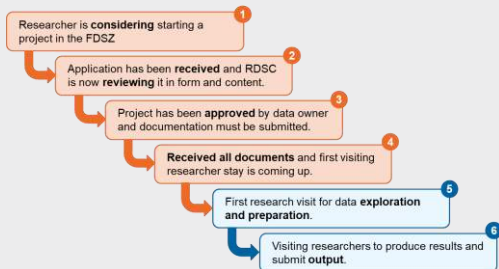 1
Researcher is considering starting a
project in the FDSZ
2
Application has been received and RDSC
is now reviewing it in form and content.
3
Project has been approved by data owner
and documentation must be submitted.
4
Received all documents and first visiting
researcher stay is coming up.
5
First research visit for data exploration
and preparation.
6
Visiting researchers to produce results and
submit output.